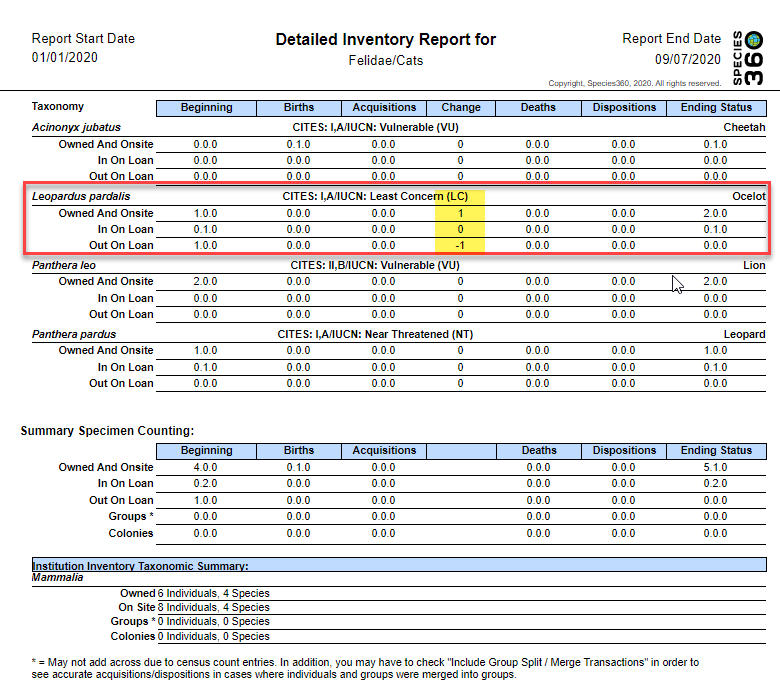 Report Start Date Detailed Inventory Report for Report End Date
01/01/2020 Felidae/Cats 09/07/2020
SPECIES 360
Copyright, Species360, 2020. All rights reserved.
Taxonomy Beginning Births Acquisitions Change Deaths Dispositions Ending Status
Acinonyx jubatus CITES: I,A/IUCN: Vulnerable (VU) Cheetah
Owned And Onsite 0.0.0 0.1.0 0.0.0 0 0.0.0 0.0.0 0.1.0
In On Loan 0.0.0 0.0.0 0.0.0 0 0.0.0 0.0.0 0.0.0
Out On Loan 0.0.0 0.0.0 0.0.0 0 0.0.0 0.0.0 0.0.0
Leopardus pardalis CITES: I,A/IUCN: Least Concern (LC) Ocelot
Owned And Onsite 1.0.0 0.0.0 0.0.0 1 0.0.0 0.0.0 2.0.0
In On Loan 0.1.0 0.0.0 0.0.0 0 0.0.0 0.0.0 0.1.0
Out On Loan 1.0.0 0.0.0 0.0.0 -1 0.0.0 0.0.0 0.0.0
Panthera leo CITES: II,B/IUCN: Vulnerable (VU) Lion
Owned And Onsite 2.0.0 0.0.0 0.0.0 0 0.0.0 0.0.0 2.0.0
In On Loan 0.0.0 0.0.0 0.0.0 0 0.0.0 0.0.0 0.0.0
Out On Loan 0.0.0 0.0.0 0.0.0 0 0.0.0 0.0.0 0.0.0
Panthera pardus CITES: I,A/IUCN: Near Threatened (NT) Leopard
Owned And Onsite 1.0.0 0.0.0 0.0.0 0 0.0.0 0.0.0 1.0.0
In On Loan 0.1.0 0.0.0 0.0.0 0 0.0.0 0.0.0 0.1.0
Out On Loan 0.0.0 0.0.0 0.0.0 0 0.0.0 0.0.0 0.0.0
Summary Specimen Counting:
Beginning Births Acquisitions Deaths Dispositions Ending Status
Owned And Onsite 4.0.0 0.1.0 0.0.0 0.0.0 0.0.0 5.1.0
In On Loan 0.2.0 0.0.0 0.0.0 0.0.0 0.0.0 0.2.0
Out On Loan 1.0.0 0.0.0 0.0.0 0.0.0 0.0.0 0.0.0
Groups * 0.0.0 0.0.0 0.0.0 0.0.0 0.0.0 0.0.0
Colonies 0.0.0 0.0.0 0.0.0 0.0.0 0.0.0 0.0.0
Institution Inventory Taxonomic Summary:
Mammalia
Owned 6 Individuals, 4 Species
On Site 8 Individuals, 4 Species
Groups * 0 Individuals, 0 Species
Colonies 0 Individuals, 0 Species
* = May not add across due to census count entries. In addition, you may have to check "Include Group Split / Merge Transactions" in order to
see accurate acquisitions/dispositions in cases where individuals and groups were merged into groups.